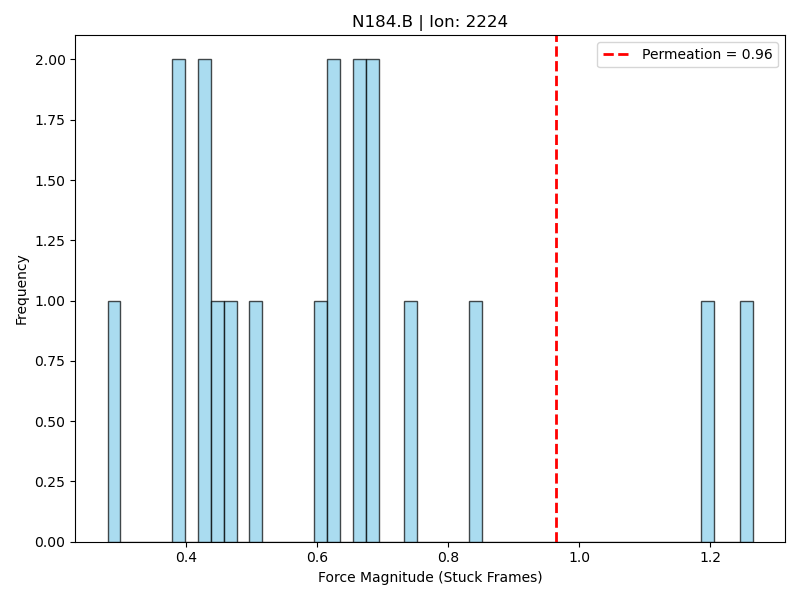 N184.B | Ion: 2224
Permeation = 0.96
2.00
1.75
1.50
1.25
1.00
0.75
0.50
0.25
0.00
Frequency
0.4 0.6 0.8 1.0 1.2
Force Magnitude (Stuck Frames)